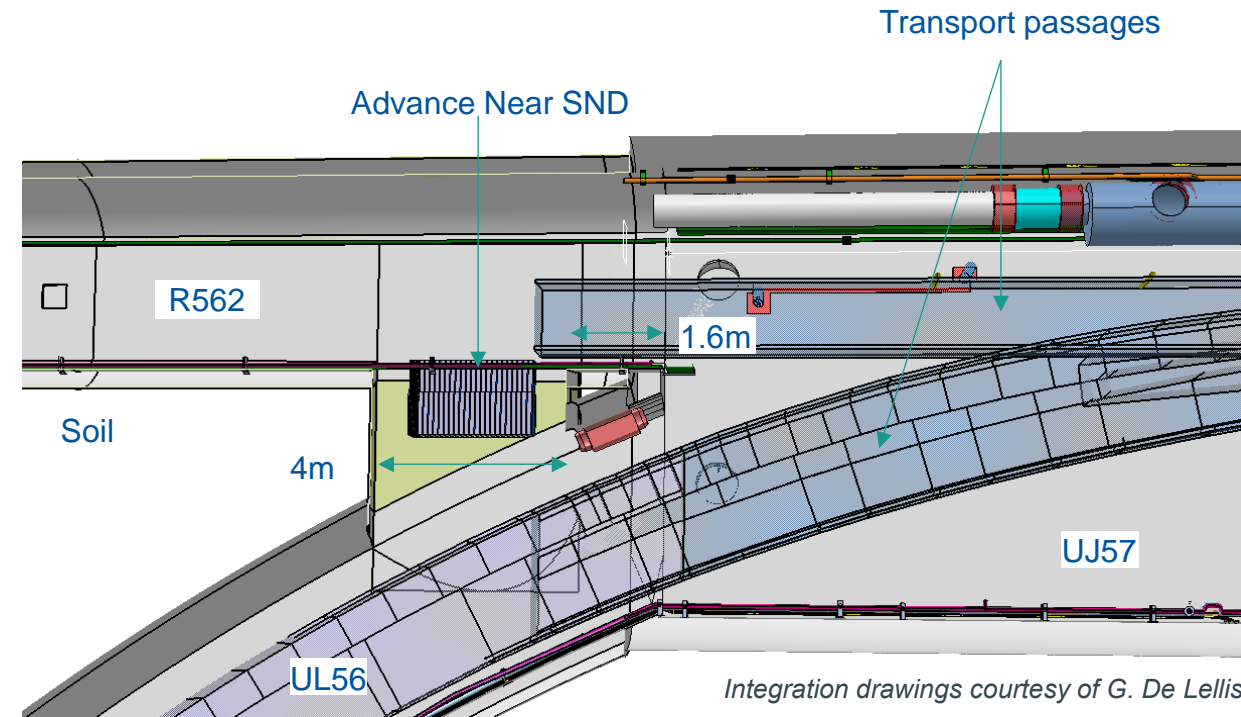 Transport passages
Advance Near SND
R562
1.6m
Soil
4m
UJ57
UL56
Integration drawings courtesy of G. De Lellis